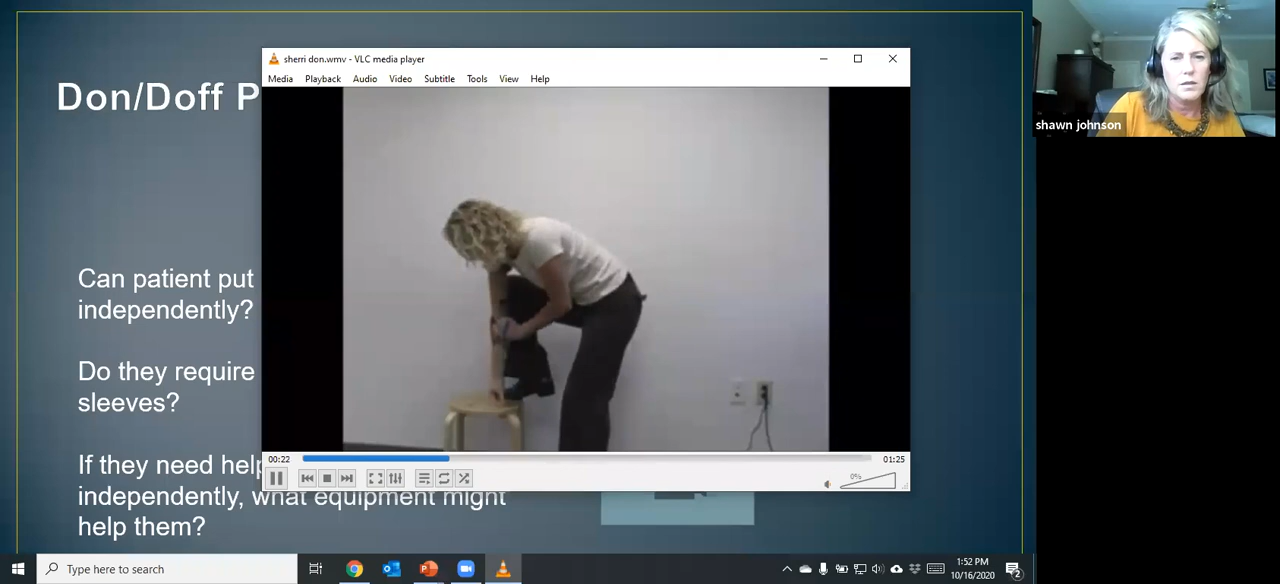 sherri don.wmv - VLC media player
Media Playback Audio Video Subtitle Tools View Help
Don/Doff P
shawn johnson
Can patient put
independently?
Do they require
sleeves?
If they need help
independently, what equipment might
help them?
00:22
01:25
0%
Type here to search
1:52 PM
10/16/2020
2